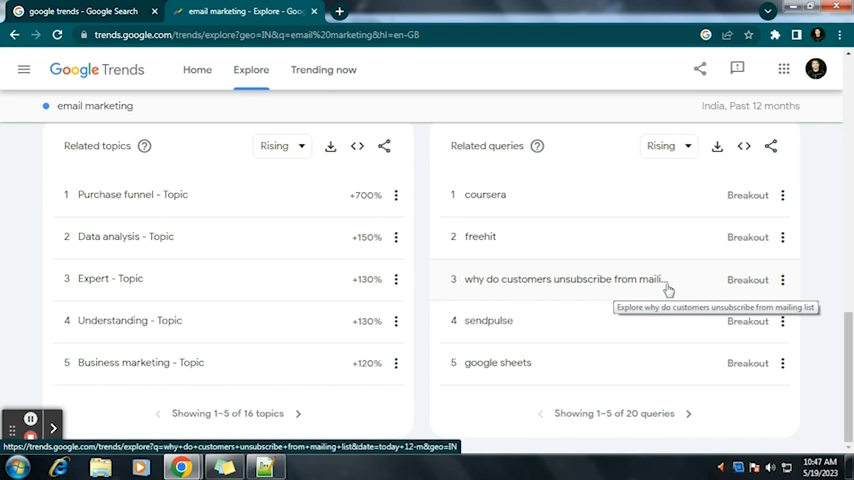 google trends - Google Search
email marketing - Explore - Goo
trends.google.com/trends/explore?geo=IN&q=email%20marketing&hl=en-GB
Google Trends Home Explore Trending now
email marketing India, Past 12 months
Related topics Rising
Related queries Rising
1 Purchase funnel - Topic +700%
2 Data analysis - Topic +150%
3 Expert - Topic +130%
4 Understanding - Topic +130%
5 Business marketing - Topic +120%
Showing 1–5 of 16 topics
1 coursera Breakout
2 freehit Breakout
3 why do customers unsubscribe from maili... Breakout
Explore why do customers unsubscribe from mailing list
4 sendpulse Breakout
5 google sheets Breakout
Showing 1–5 of 20 queries
https://trends.google.com/trends/explore?q=why+do+customers+unsubscribe+from+mailing+list&date=today+12-m&geo=IN
10:47 AM
5/19/2023